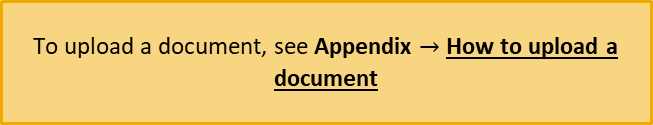 To upload a document, see Appendix → How to upload a
document